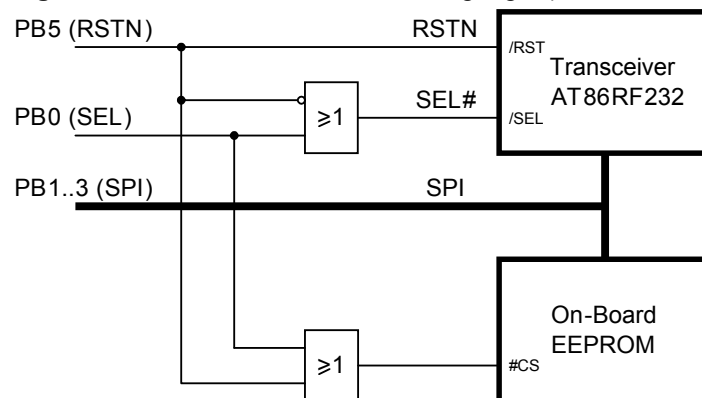 PB5 (RSTN) RSTN
/RST
Transceiver
AT86RF232
≥1
SEL#
PB0 (SEL)
/SEL
PB1..3 (SPI) SPI
On-Board
EEPROM
≥1
#CS